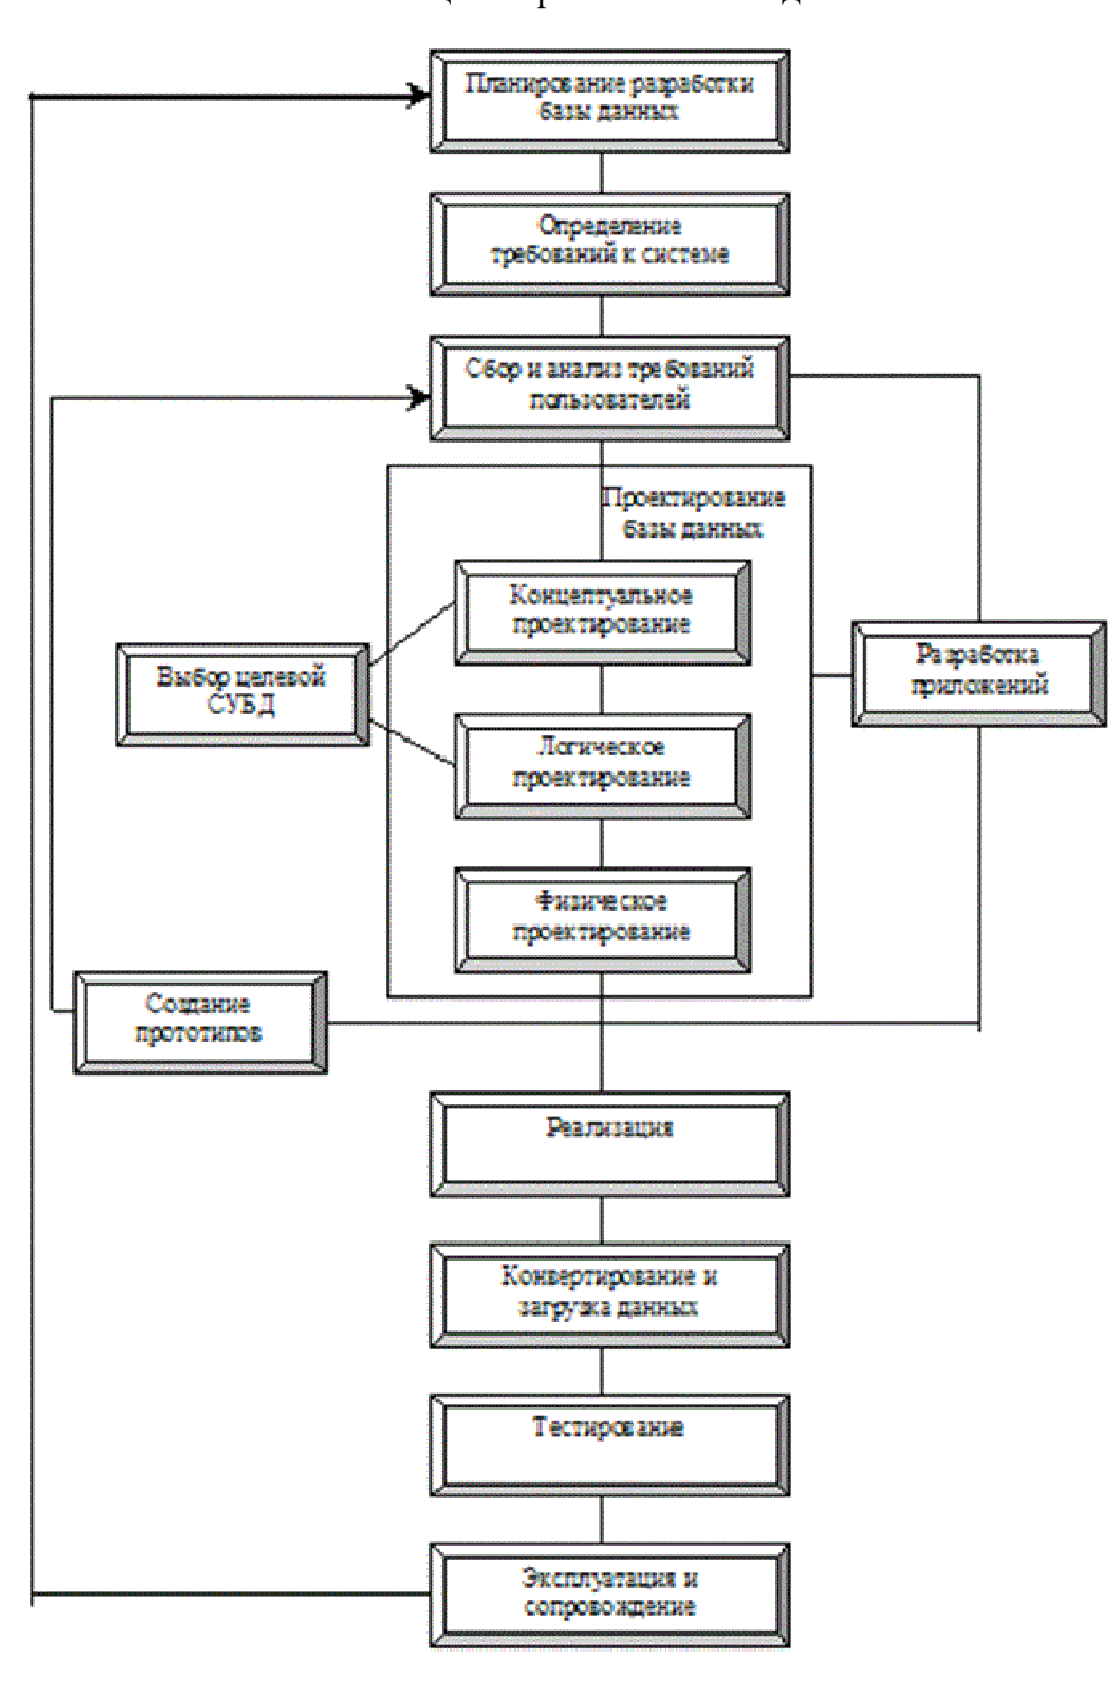 Планирование разработки
базы данных
Определение
требований к системе
Сбор и анализ требований
пользователей
Проектирование
базы данных
Концептуальное
проектирование
Выбор целевой
СУБД
Разработка
приложений
Логическое
проектирование
Физическое
проектирование
Создание
прототипов
Реализация
Конвертирование и
загрузка данных
Тестирование
Эксплуатация и
сопровождение